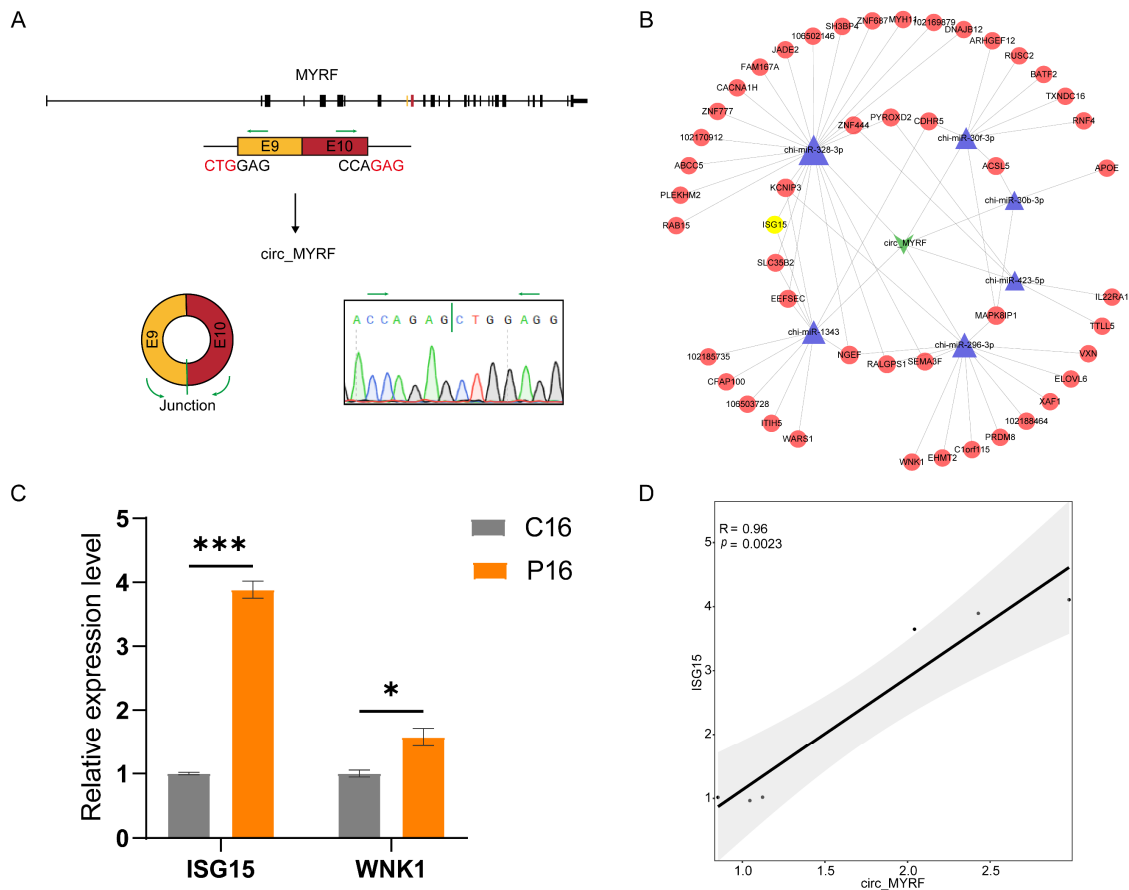 A
MYRF
E9 E10
CTGGAG CCAGAG
circ_MYRF
E9 E10
Junction
A C C A G A G C T G G A G G
B
106502146
SH3BP4
ZNF687
MYH11
102169879
DNAJB12
JADE2
ARHGEF12
FAM167A
RUSC2
CACNA1H
BATF2
ZNF777
TXNDC16
102170912
ZNF444
PYROXD2
CDHR5
RNF4
chi-miR-328-3p
chi-miR-30f-3p
ABCC5
ACSL5
APOE
PLEKHM2
KCNIP3
chi-miR-30b-3p
RAB15
ISG15
circ_MYRF
SLC35B2
chi-miR-423-5p
EEFSEC
IL22RA1
MAPK8IP1
TTLL5
chi-miR-1343
chi-miR-296-3p
102185735
NGEF
RALGPS1
SEMA3F
VXN
CFAP100
ELOVL6
106503728
XAF1
ITIH5
102188464
WARS1
PRDM8
C1orf115
EHMT2
WNK1
C
Relative expression level
5
4
3
2
1
0
***
*
C16
P16
ISG15 WNK1
D
R = 0.96
p = 0.0023
ISG15
5
4
3
2
1
1.0 1.5 2.0 2.5
circ_MYRF